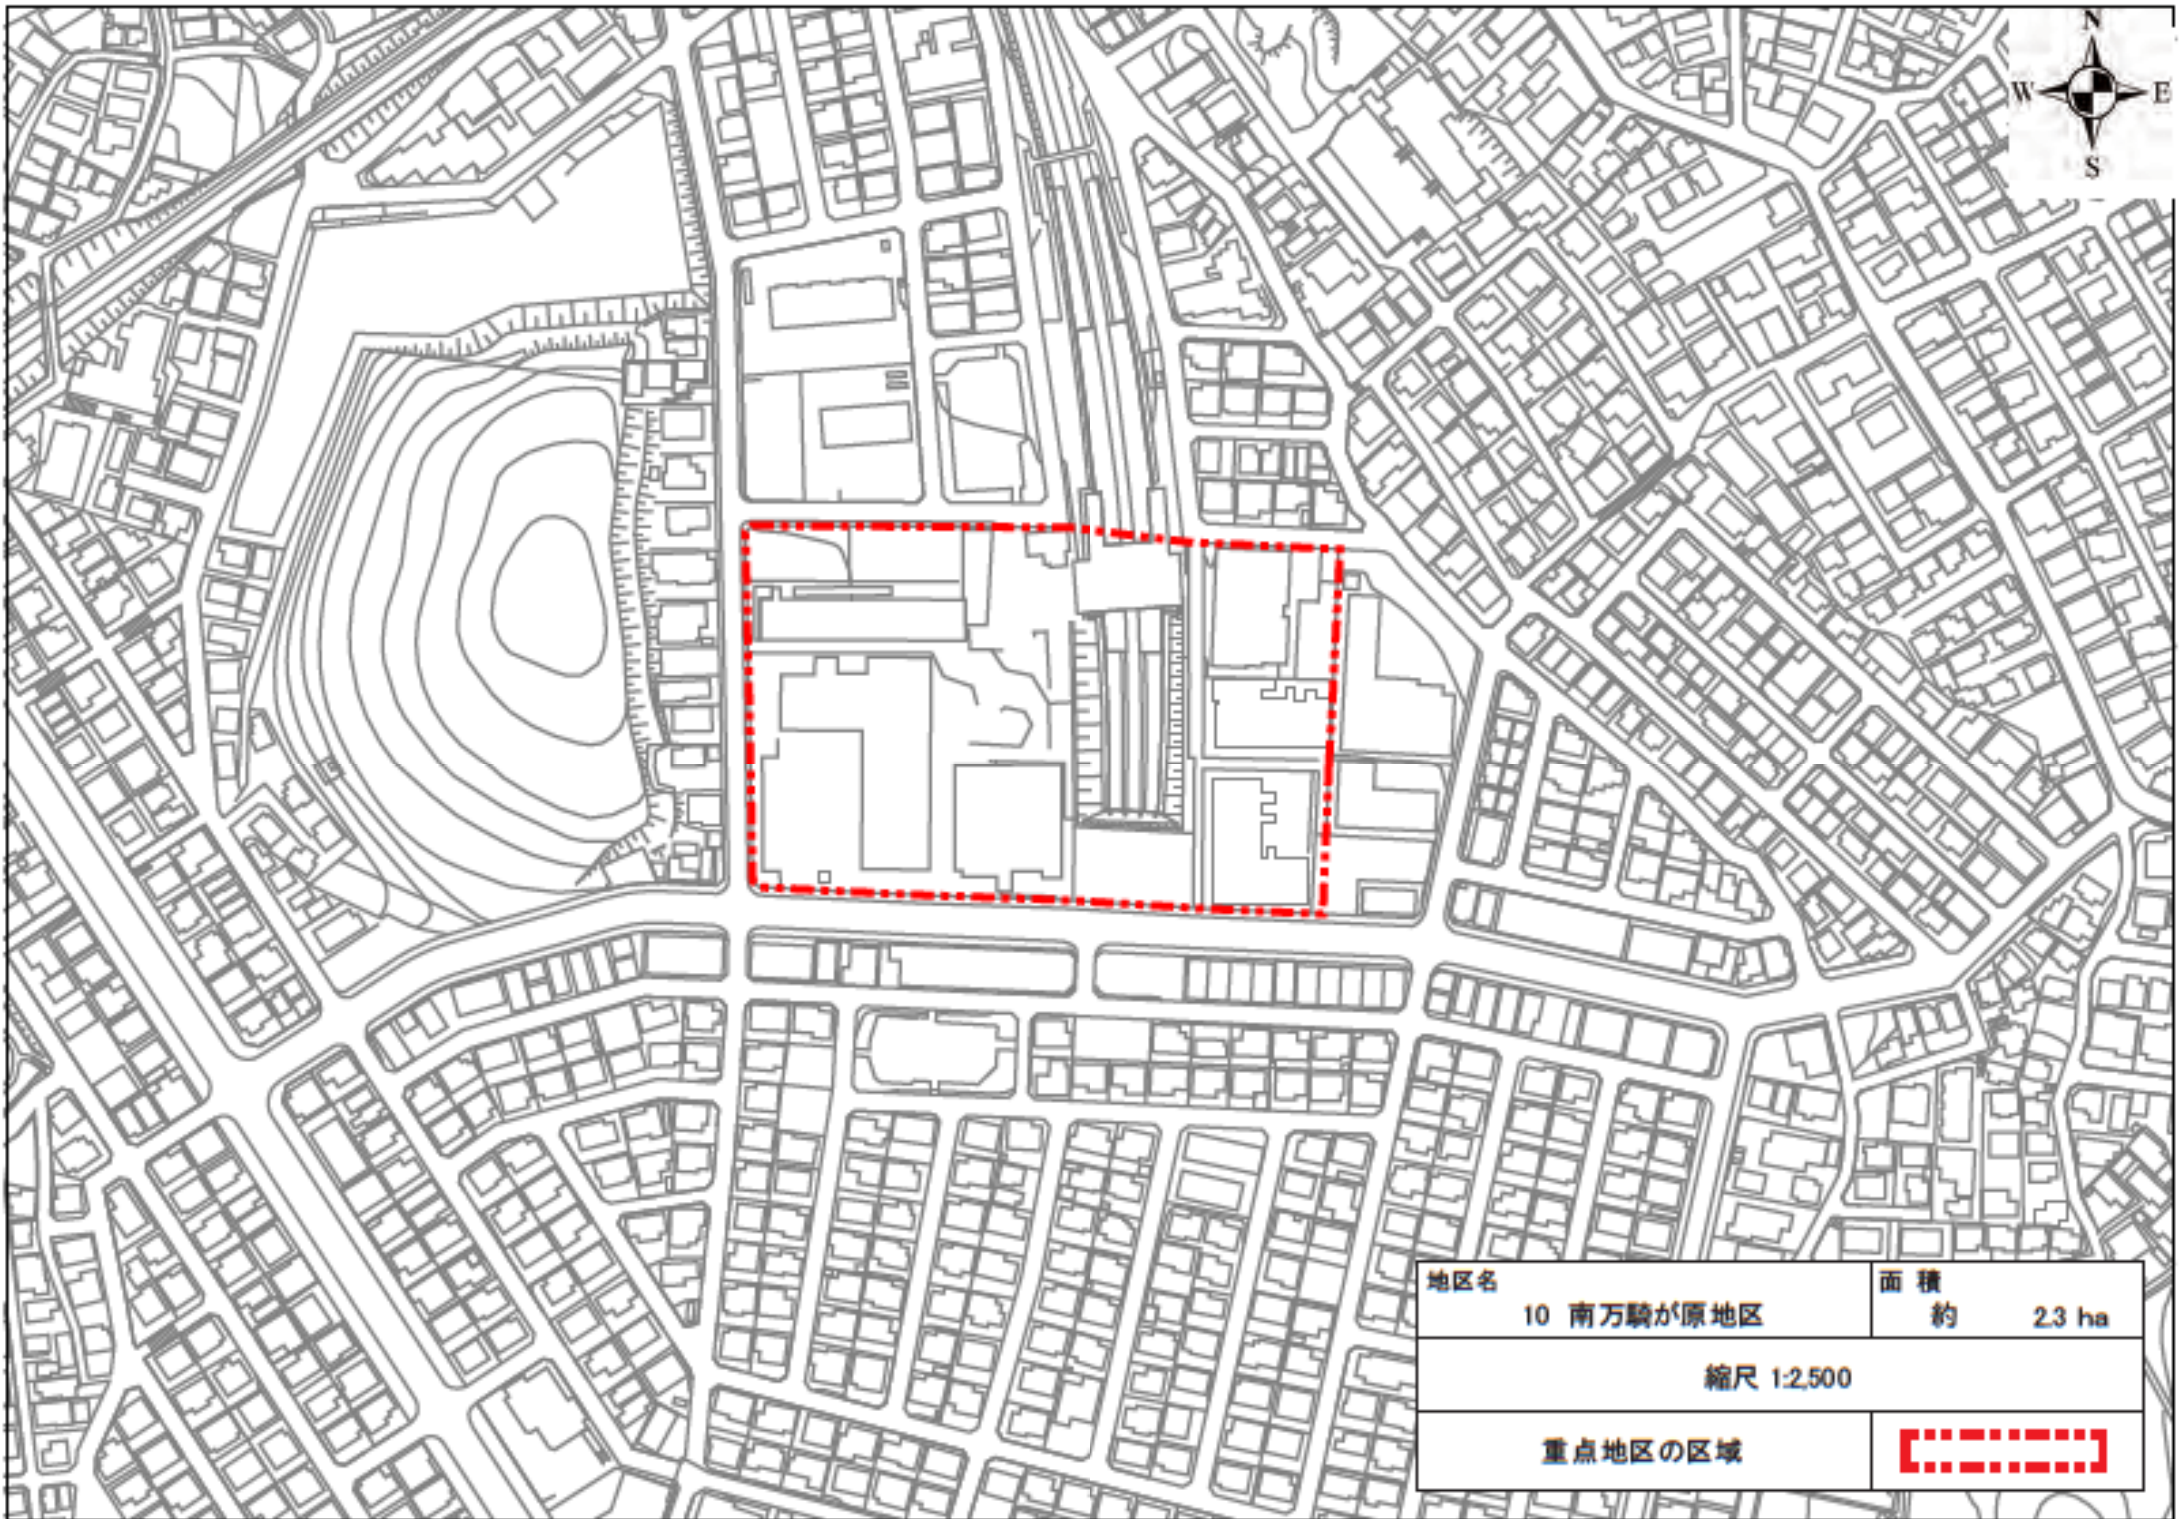 N
W E
S
地区名
10 南万騎が原地区
面 積
約 2.3 ha
縮尺 1:2,500
重点地区の区域